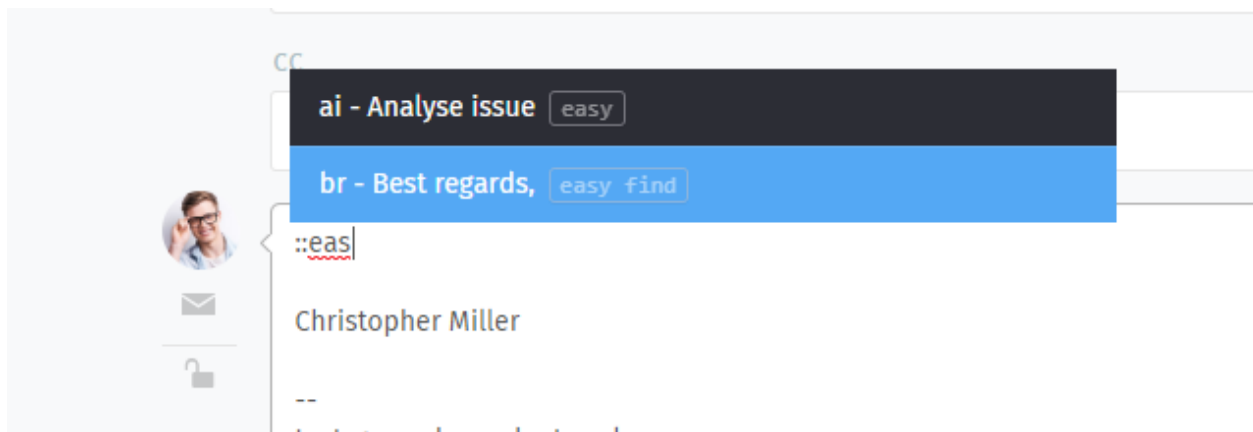 CC
ai - Analyse issue easy
br - Best regards, easy find
::eas
Christopher Miller
--